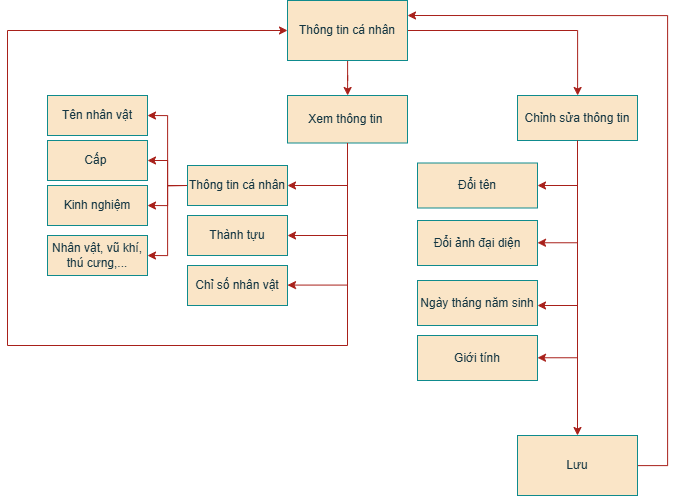 Thông tin cá nhân
Xem thông tin
Chỉnh sửa thông tin
Tên nhân vật
Cấp
Kinh nghiệm
Nhân vật, vũ khí,
thú cưng,...
Thông tin cá nhân
Thành tựu
Chỉ số nhân vật
Đổi tên
Đổi ảnh đại diện
Ngày tháng năm sinh
Giới tính
Lưu